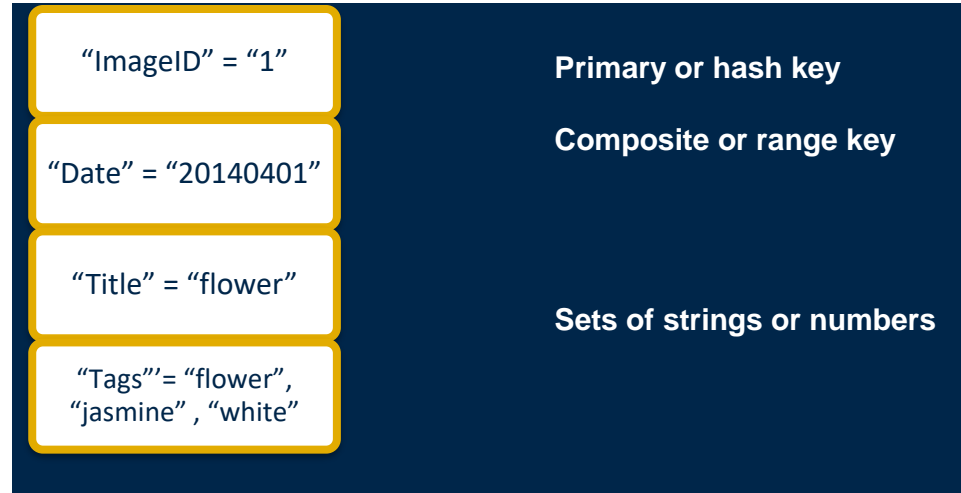 “ImageID” = “1”
Primary or hash key
Composite or range key
“Date” = “20140401”
“Title” = “flower”
Sets of strings or numbers
“Tags”’= “flower”,
“jasmine” , “white”